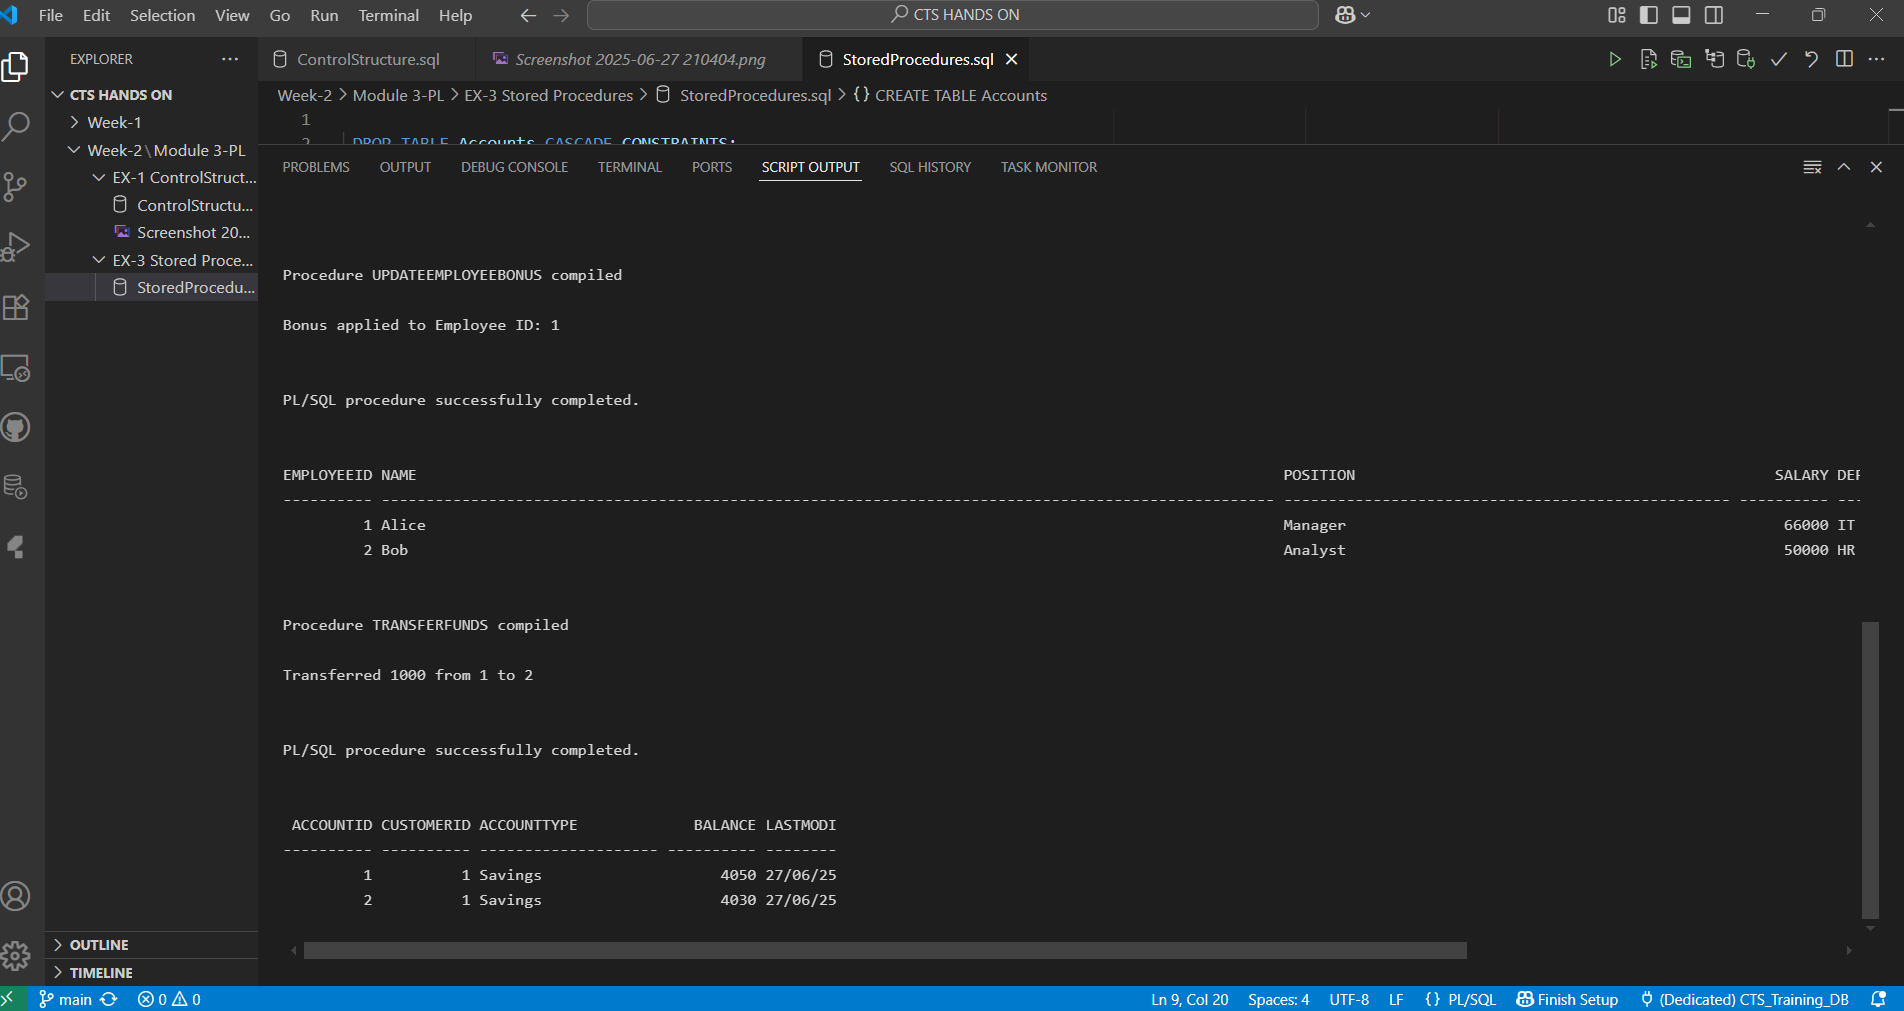 File Edit Selection View Go Run Terminal Help
CTS HANDS ON
EXPLORER
CTS HANDS ON
Week-1
Week-2\Module 3-PL
EX-1 ControlStruct...
ControlStructu...
Screenshot 20...
EX-3 Stored Proce...
StoredProcedu...
OUTLINE
TIMELINE
ControlStructure.sql
Screenshot 2025-06-27 210404.png
StoredProcedures.sql
Week-2 > Module 3-PL > EX-3 Stored Procedures > StoredProcedures.sql > {} CREATE TABLE Accounts
1
2 DROP TABLE Accounts CASCADE CONSTRAINTS;
PROBLEMS OUTPUT DEBUG CONSOLE TERMINAL PORTS SCRIPT OUTPUT SQL HISTORY TASK MONITOR
Procedure UPDATEEMPLOYEEBONUS compiled
Bonus applied to Employee ID: 1
PL/SQL procedure successfully completed.
EMPLOYEEID NAME POSITION SALARY DEP
---------- ---------------------------------------------------------------------------------------------------- -------------------------------------------------- ---------- ---
1 Alice Manager 66000 IT
2 Bob Analyst 50000 HR
Procedure TRANSFERFUNDS compiled
Transferred 1000 from 1 to 2
PL/SQL procedure successfully completed.
ACCOUNTID CUSTOMERID ACCOUNTTYPE BALANCE LASTMODI
---------- ---------- -------------------- ---------- --------
1 1 Savings 4050 27/06/25
2 1 Savings 4030 27/06/25
main 0 0 Ln 9, Col 20 Spaces: 4 UTF-8 LF {} PL/SQL Finish Setup (Dedicated) CTS_Training_DB